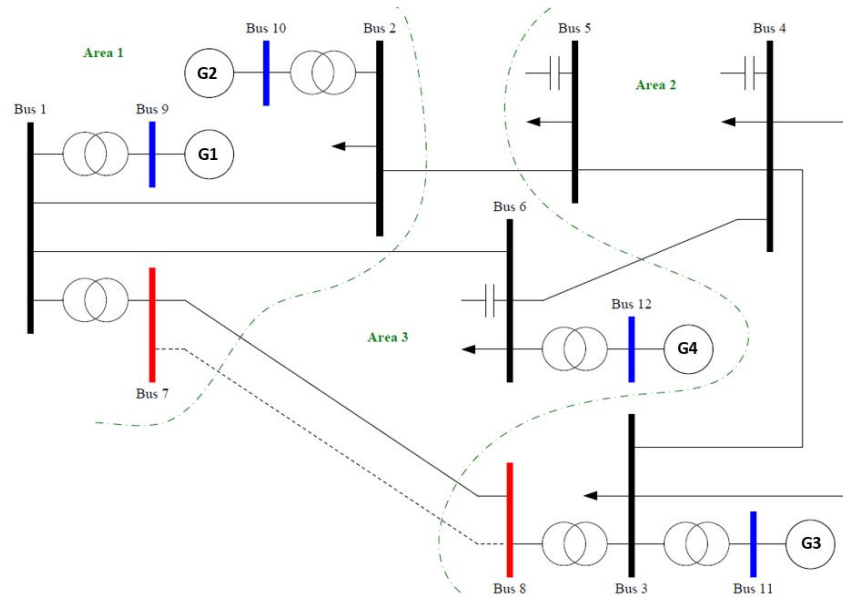 Bus 10
Bus 2
Bus 5
Bus 4
Area 1
G2
Area 2
Bus 1
Bus 9
G1
Bus 6
Bus 12
Area 3
G4
Bus 7
G3
Bus 8
Bus 3
Bus 11